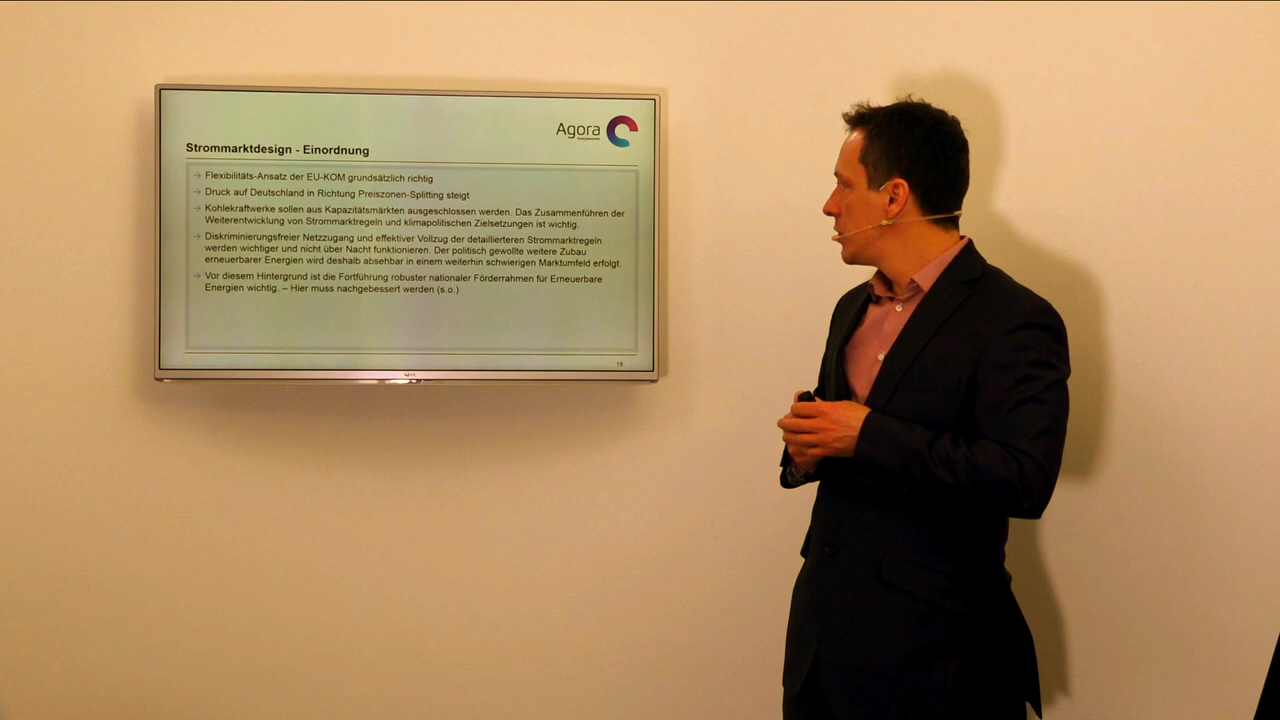 Agora
Energiewende
Strommarktdesign - Einordnung
→ Flexibilitäts-Ansatz der EU-KOM grundsätzlich richtig
→ Druck auf Deutschland in Richtung Preiszonen-Splitting steigt
→ Kohlekraftwerke sollen aus Kapazitätsmärkten ausgeschlossen werden. Das Zusammenführen der
Weiterentwicklung von Strommarktregeln und klimapolitischen Zielsetzungen ist wichtig.
→ Diskriminierungsfreier Netzzugang und effektiver Vollzug der detaillierteren Strommarktregeln
werden wichtiger und nicht über Nacht funktionieren. Der politisch gewollte weitere Zubau
erneuerbarer Energien wird deshalb absehbar in einem weiterhin schwierigen Marktumfeld erfolgt.
→ Vor diesem Hintergrund ist die Fortführung robuster nationaler Förderrahmen für Erneuerbare
Energien wichtig. – Hier muss nachgebessert werden (s.o.)